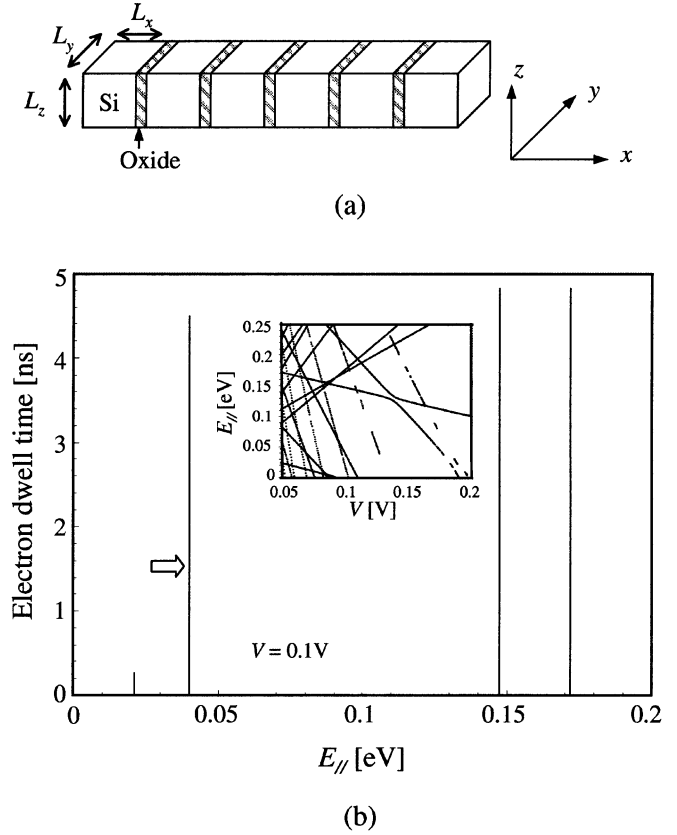 Lx
Ly
Lz
Si
Oxide
z
y
x
(a)
Electron dwell time [ns]
5
4
3
2
1
0
E// [eV]
0.25
0.2
0.15
0.1
0.05
0
0.05
0.1
0.15
0.2
V [V]
V = 0.1V
0
0.05
0.1
0.15
0.2
E// [eV]
(b)